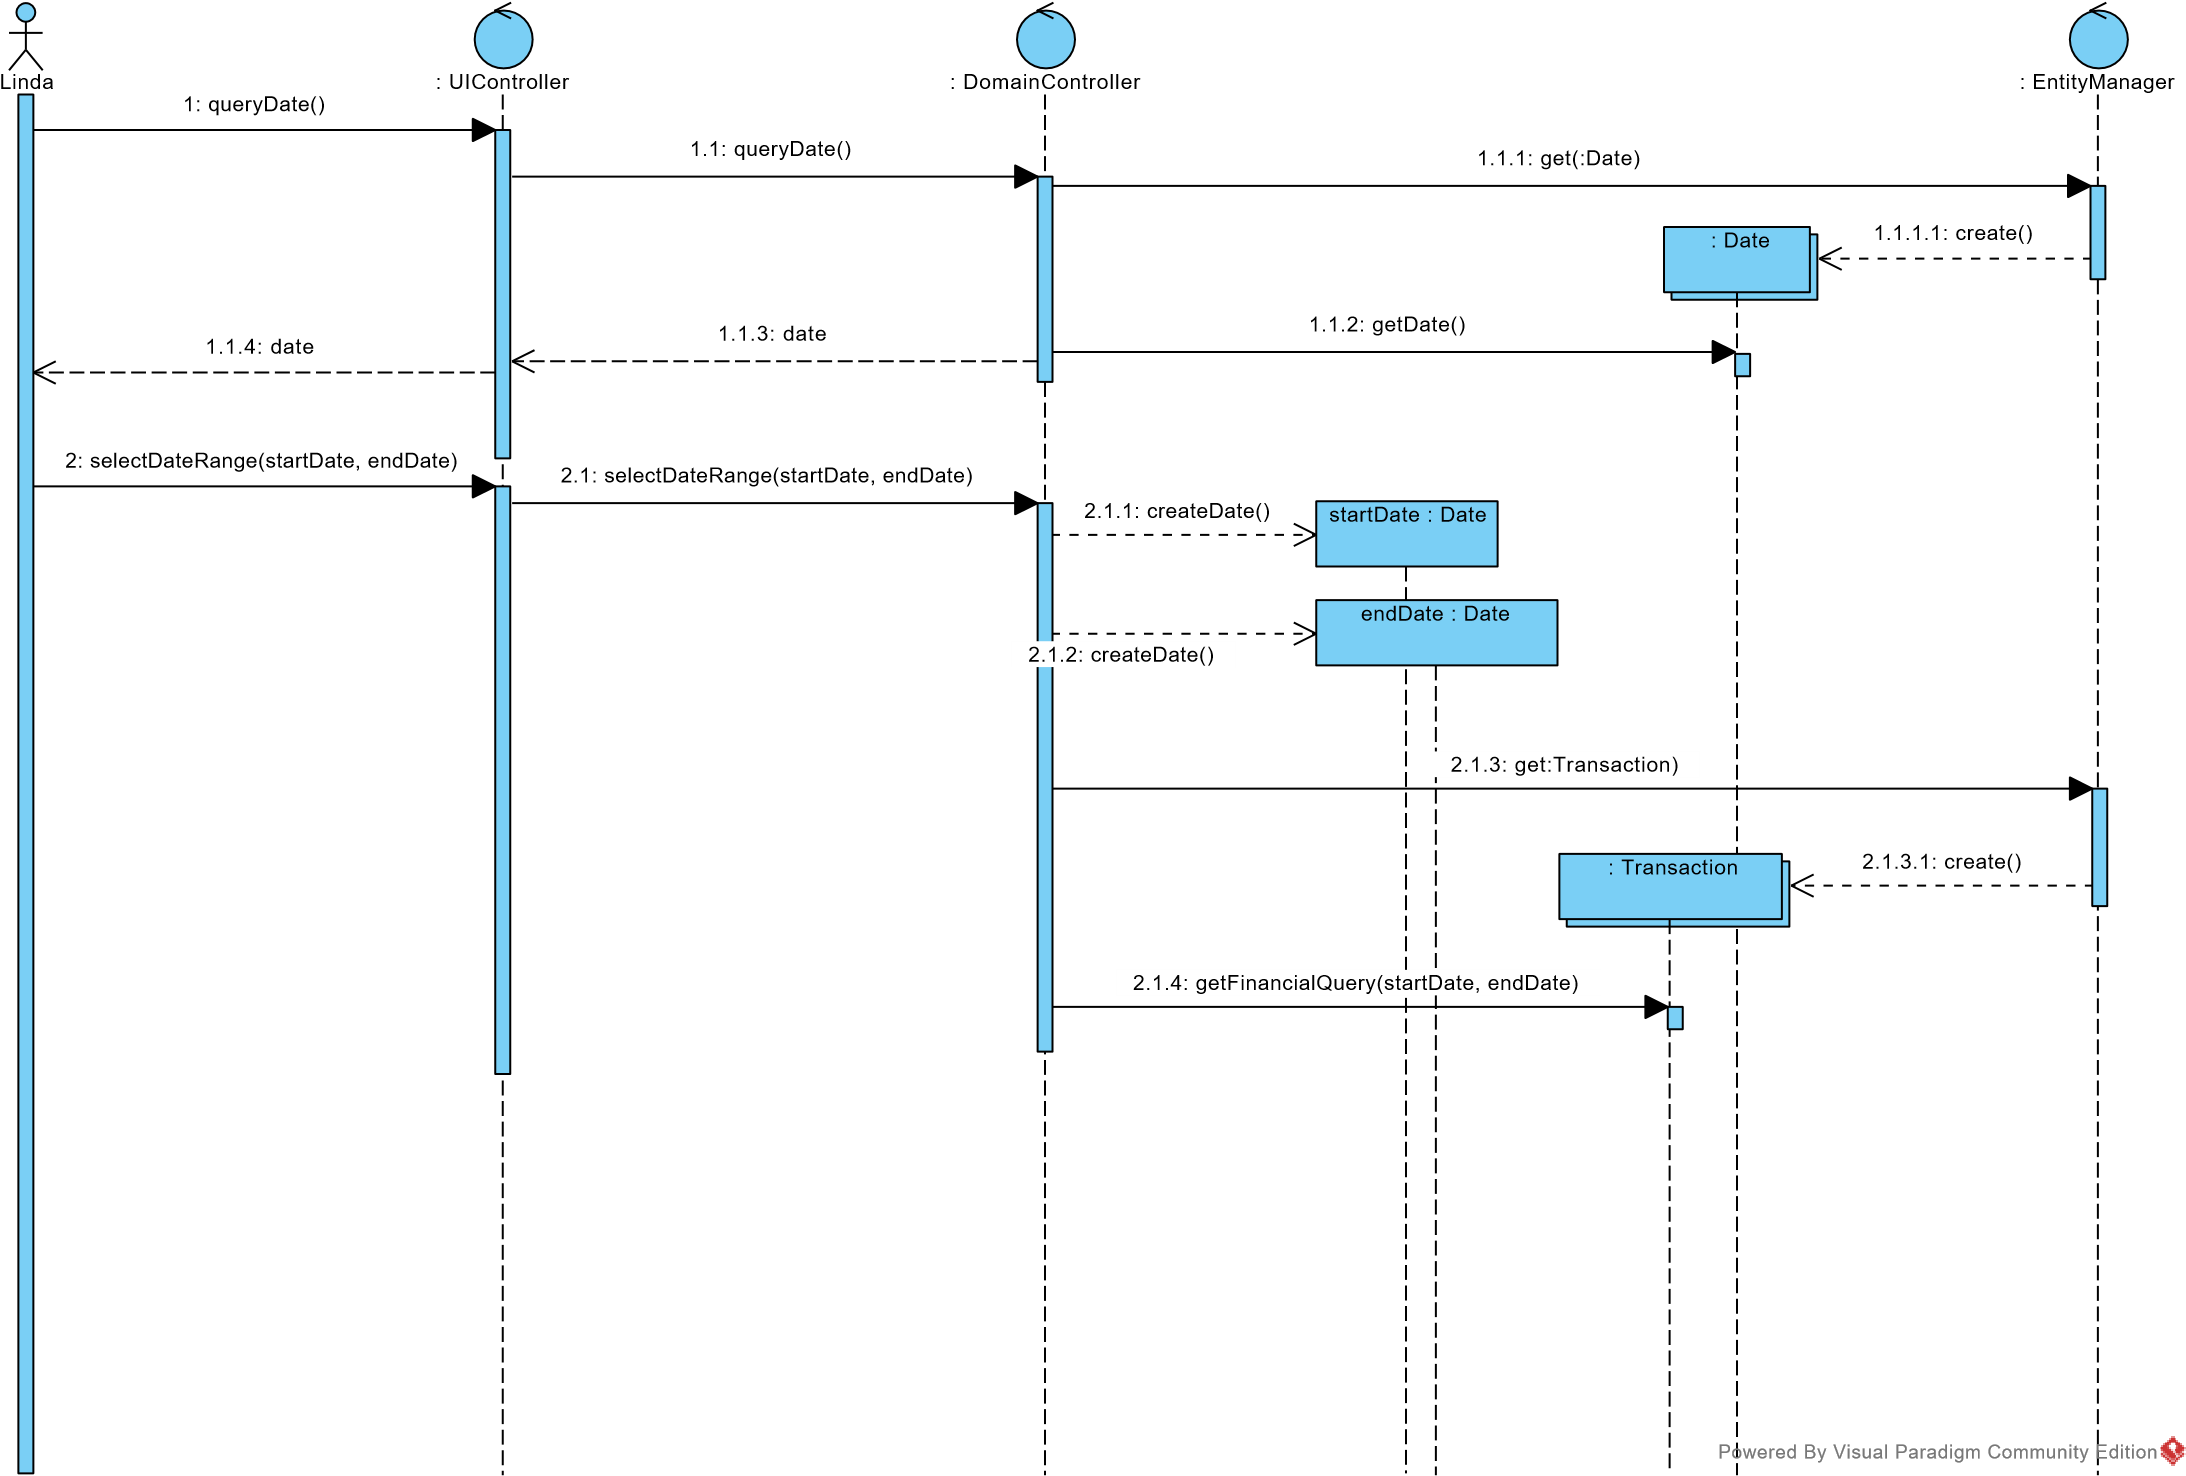 Linda
: UIController
: DomainController
: EntityManager
1: queryDate()
1.1: queryDate()
1.1.1: get(:Date)
: Date
1.1.1.1: create()
1.1.2: getDate()
1.1.3: date
1.1.4: date
2: selectDateRange(startDate, endDate)
2.1: selectDateRange(startDate, endDate)
2.1.1: createDate()
startDate : Date
endDate : Date
2.1.2: createDate()
2.1.3: get:Transaction)
: Transaction
2.1.3.1: create()
2.1.4: getFinancialQuery(startDate, endDate)
Powered By Visual Paradigm Community Edition